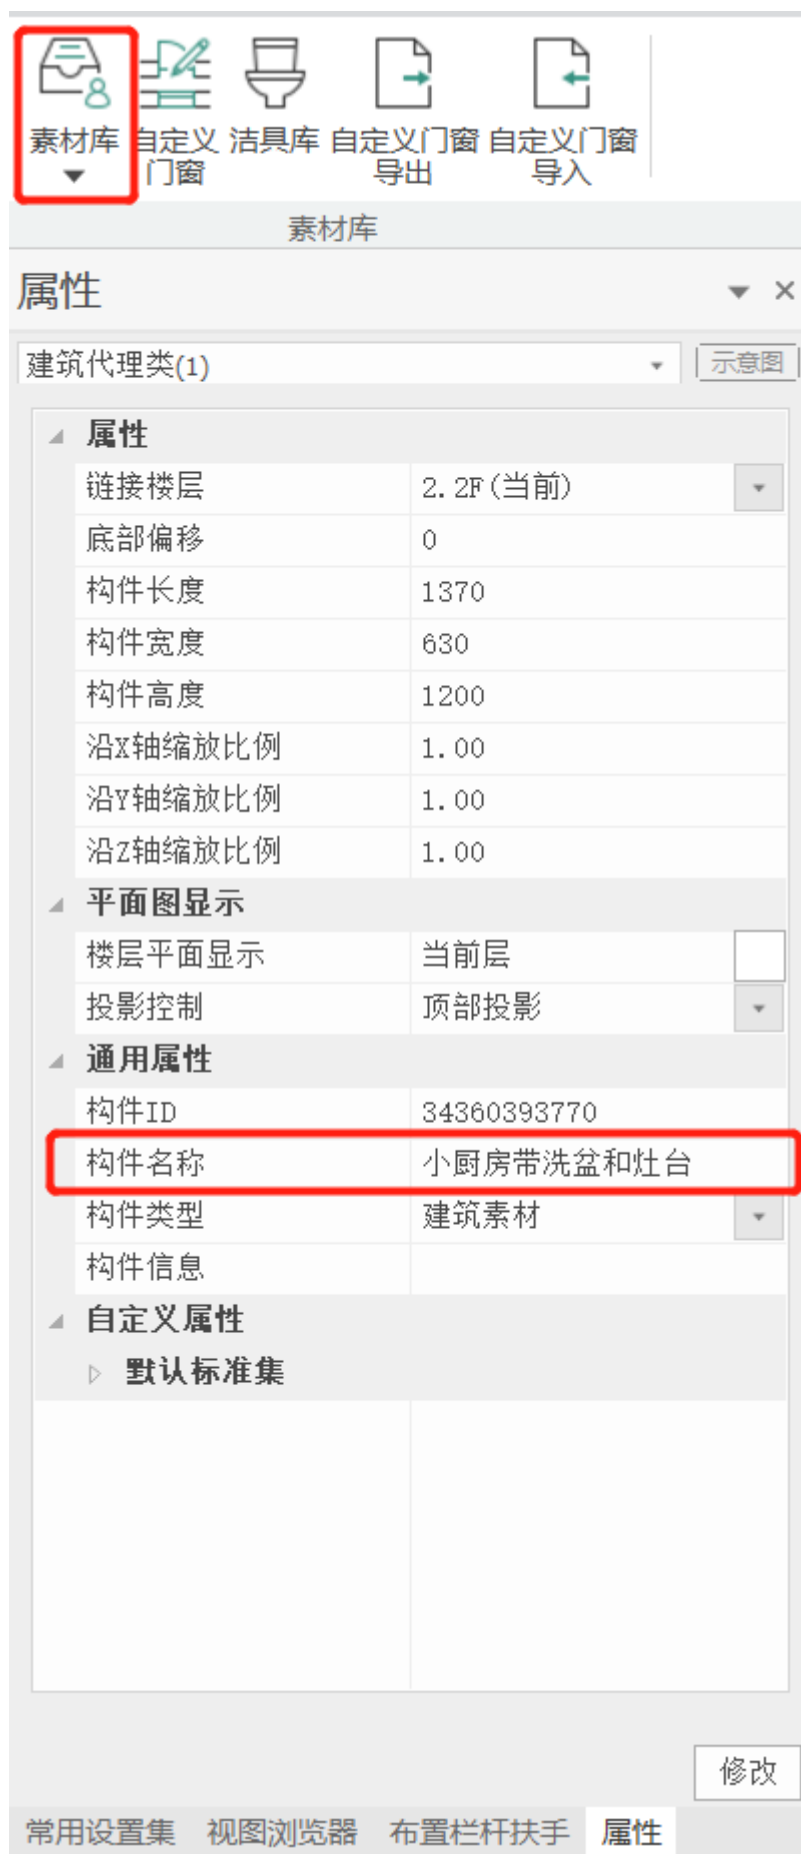 素材库 自定义 洁具库 自定义门窗 自定义门窗
门窗 导出 导入
素材库
属性
建筑代理类(1) 示意图
属性
链接楼层 2.2F(当前)
底部偏移 0
构件长度 1370
构件宽度 630
构件高度 1200
沿X轴缩放比例 1.00
沿Y轴缩放比例 1.00
沿Z轴缩放比例 1.00
平面图显示
楼层平面显示 当前层
投影控制 顶部投影
通用属性
构件ID 34360393770
构件名称 小厨房带洗盆和灶台
构件类型 建筑素材
构件信息
自定义属性
默认标准集
修改
常用设置集 视图浏览器 布置栏杆扶手 属性